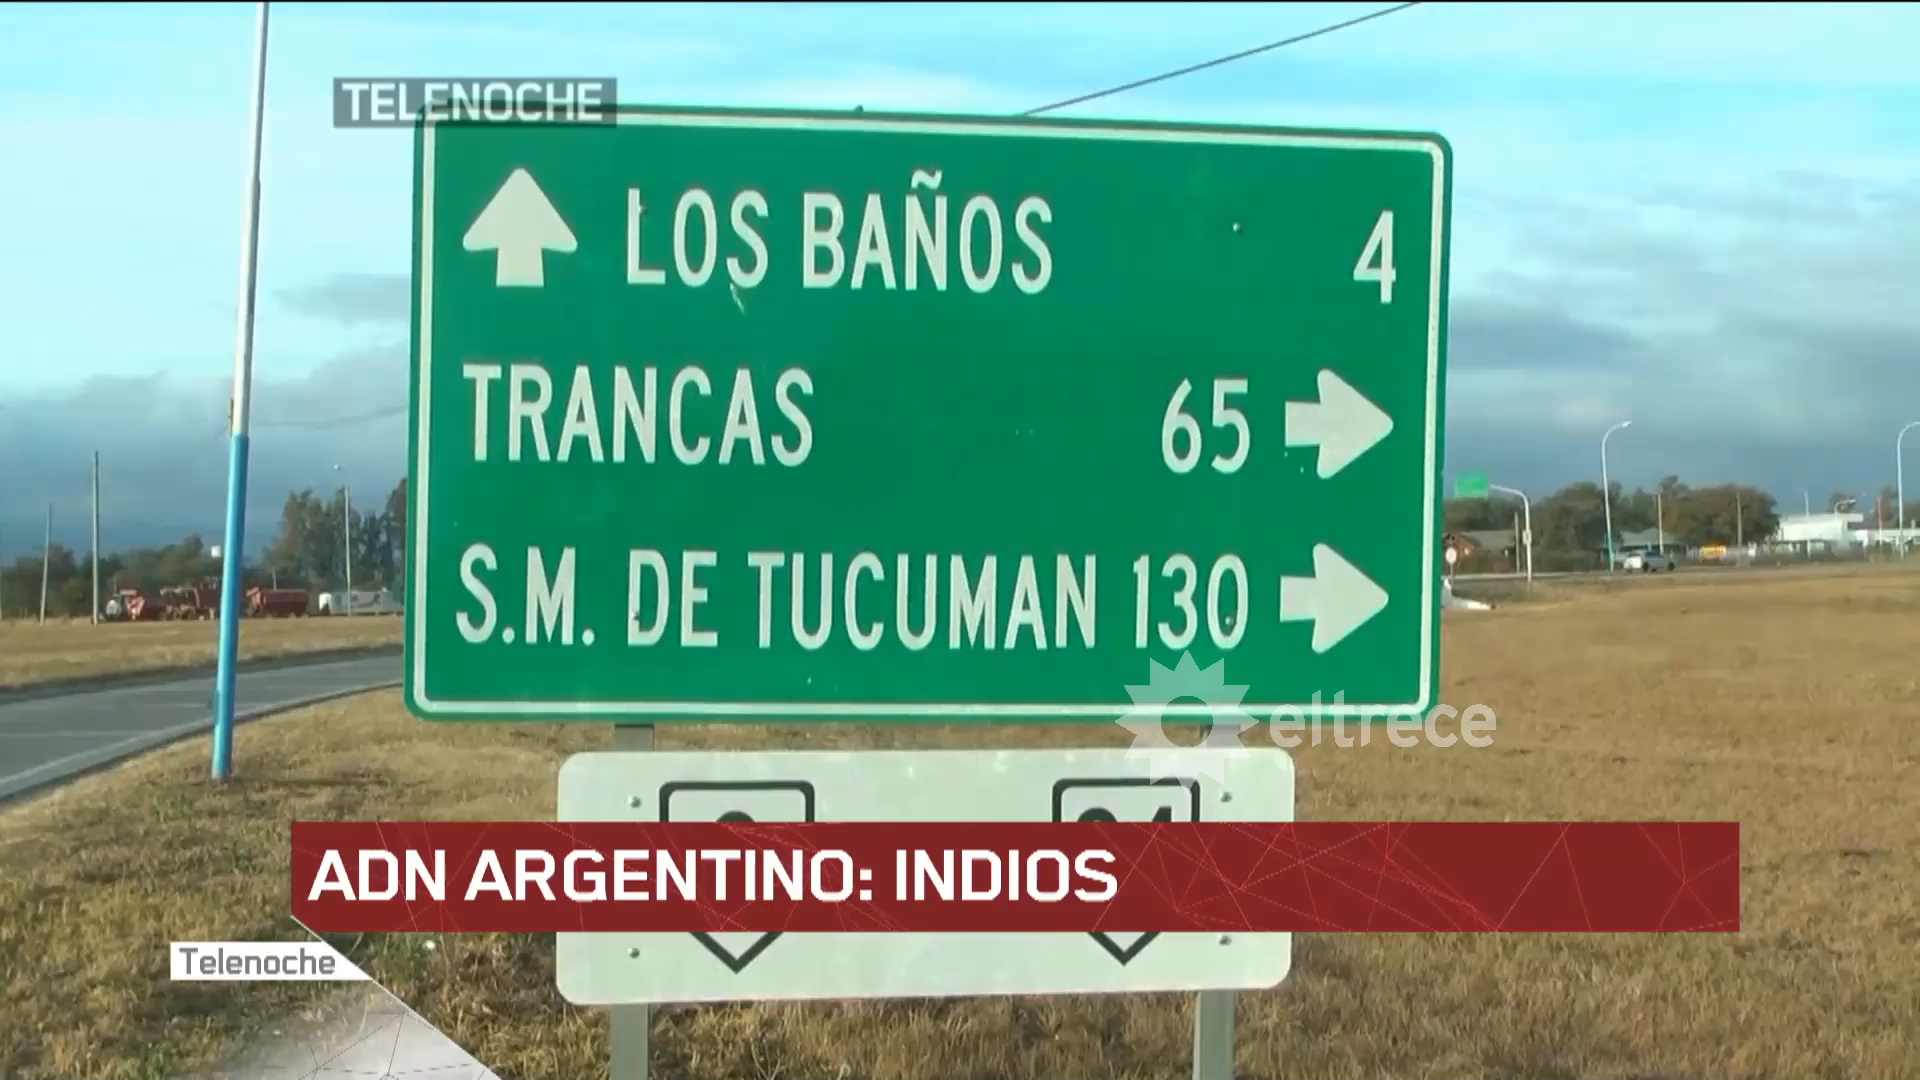 TELENOCHE
LOS BAÑOS 4
TRANCAS 65
S.M. DE TUCUMAN 130
eltrece
ADN ARGENTINO: INDIOS
Telenoche